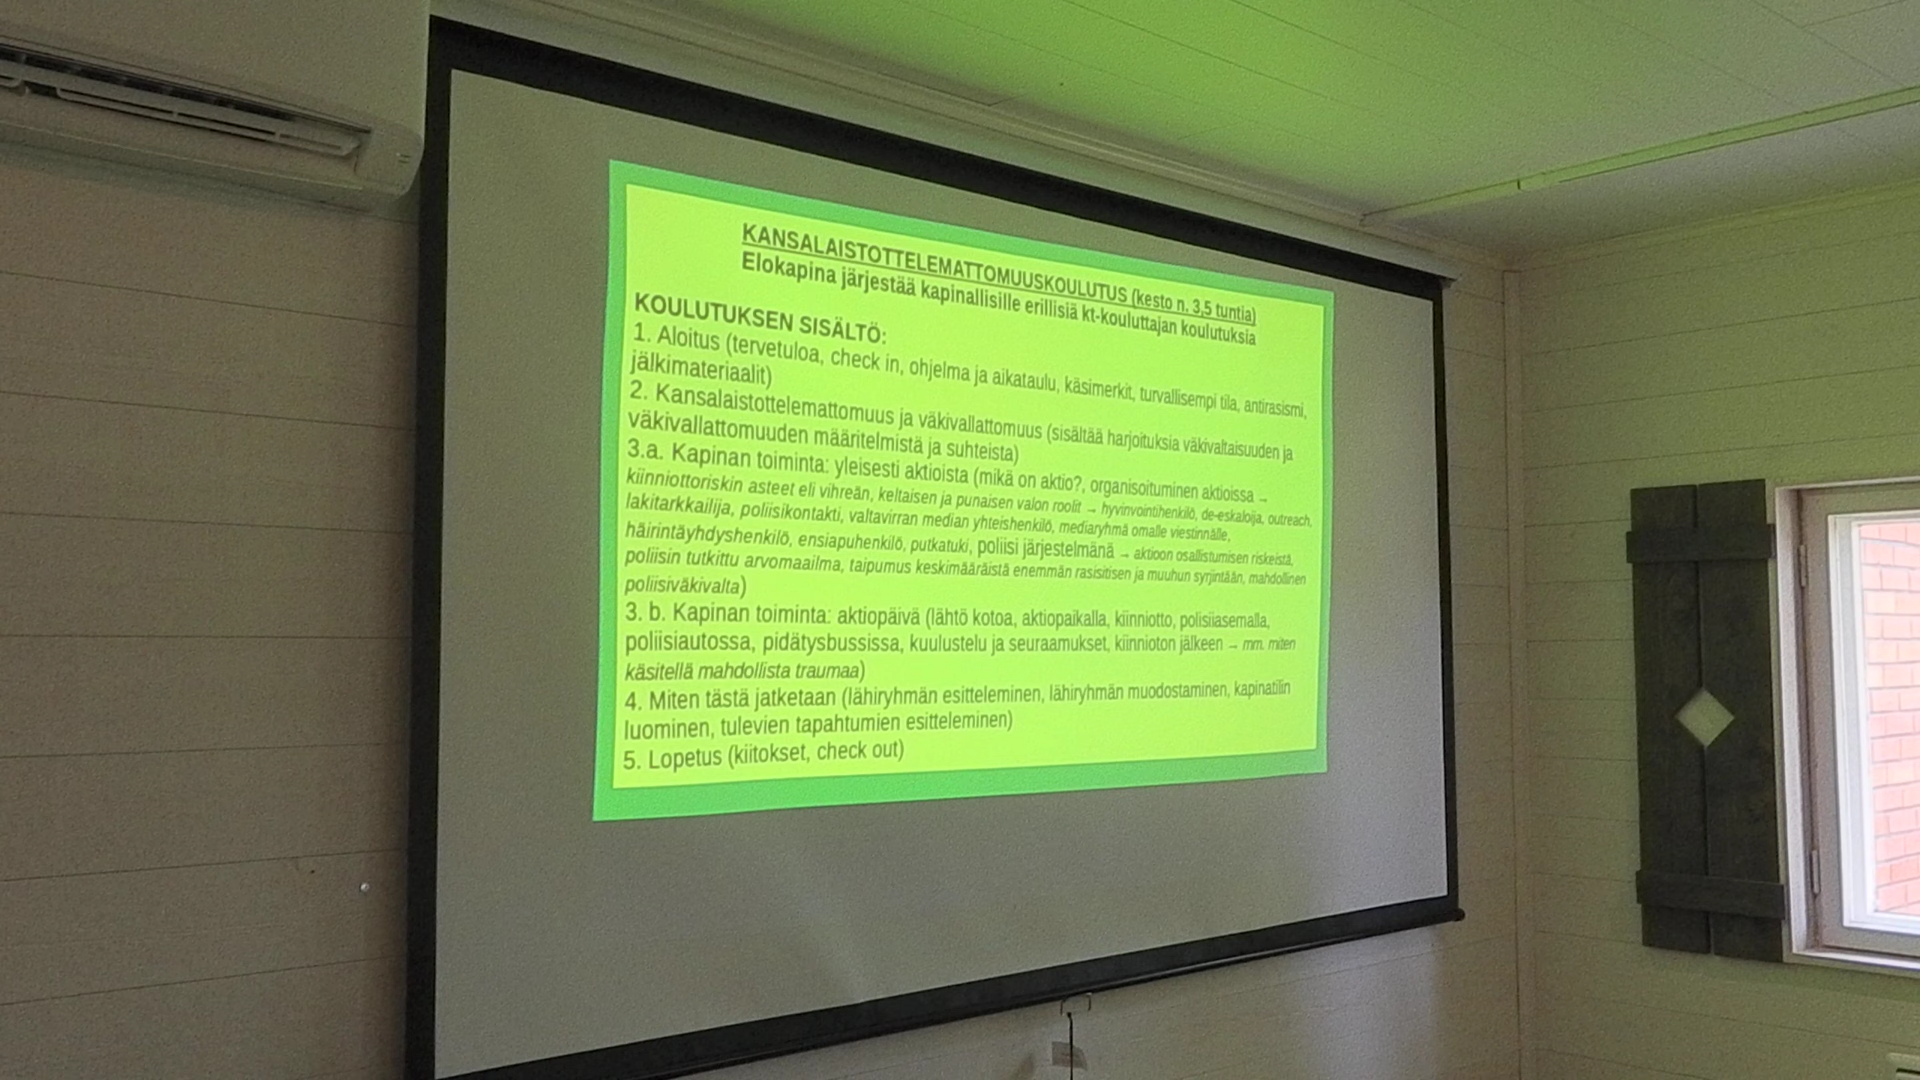 KANSALAISTOTTELEMATTOMUUSKOULUTUS (kesto n. 3,5 tuntia)
Elokapina järjestää kapinallisille erillisiä kt-kouluttajan koulutuksia
KOULUTUKSEN SISÄLTÖ:
1. Aloitus (tervetuloa, check in, ohjelma ja aikataulu, käsimerkit, turvallisempi tila, antirasismi,
jälkimateriaalit)
2. Kansalaistottelemattomuus ja väkivallattomuus (sisältää harjoituksia väkivaltaisuuden ja
väkivallattomuuden määritelmistä ja suhteista)
3.a. Kapinan toiminta: yleisesti aktioista (mikä on aktio?, organisoituminen aktioissa →
kiinniottoriskin asteet eli vihreän, keltaisen ja punaisen valon roolit → hyvinvointihenkilö, de-eskaloija, outreach,
lakitarkkailija, poliisikontakti, valtavirran median yhteishenkilö, mediaryhmä omalle viestinnälle,
häirintäyhdyshenkilö, ensiapuhenkilö, putkatuki, poliisi järjestelmänä → aktioon osallistumisen riskeistä,
poliisin tutkittu arvomaailma, taipumus keskimääräistä enemmän rasisitisen ja muuhun syrjintään, mahdollinen
poliisiväkivalta)
3. b. Kapinan toiminta: aktiopäivä (lähtö kotoa, aktiopaikalla, kiinniotto, polisiiasemalla,
poliisiautossa, pidätysbussissa, kuulustelu ja seuraamukset, kiinnioton jälkeen → mm. miten
käsitellä mahdollista traumaa)
4. Miten tästä jatketaan (lähiryhmän esitteleminen, lähiryhmän muodostaminen, kapinatilin
luominen, tulevien tapahtumien esitteleminen)
5. Lopetus (kiitokset, check out)